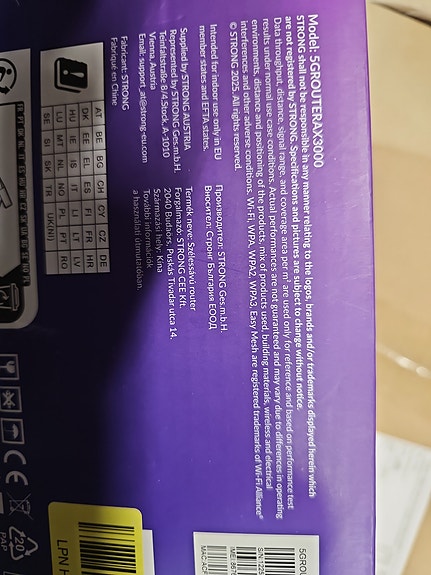 Model: 5GROUTERAX3000
STRONG shall not be responsible in any manner relating to the logos, brands and/or trademarks displayed herein which
are not registered by STRONG. Specifications and pictures are subject to change without notice.
Data throughput, distance, signal range, and coverage area per m² are used only for reference and based on performance test
results under normal use case conditions. Actual performances are not guaranteed and may vary due to differences in operating
environments, distance and positioning of the products, mix of products used, building materials, wireless and electrical
interferences and other adverse conditions. Wi-Fi, WPA, WPA2, WPA3, Easy Mesh are registered trademarks of Wi-Fi Alliance®
© STRONG 2025. All rights reserved.
Intended for indoor use only in EU
member states and EFTA states.
Supplied by STRONG AUSTRIA
Represented by STRONG Ges.m.b.H.
Teinfaltstraße 8/4.Stock, A-1010
Vienna, Austria
Email: support_at@strong-eu.com
Fabricant: STRONG
Fabriqué en Chine
Производител: STRONG Ges.m.b.H.
Вносител: Стронг България ЕООД
Termék neve: Szélessávú router
Forgalmazó: STRONG CEE Kft.
2040 Budaörs, Puskás Tivadar utca 14.
Származási hely: Kína
További információk
a használati útmutatóban.
AT BE BG CH CY CZ DE
DK EE EL ES FI FR HR
HU IE IS IT LI LT LV
LU MT NL NO PL PT RO
SE SI SK TR UK(NI)
5GROUTERAX
S/N:
IMEI:
MAC:
LPN
CE
20
PAP